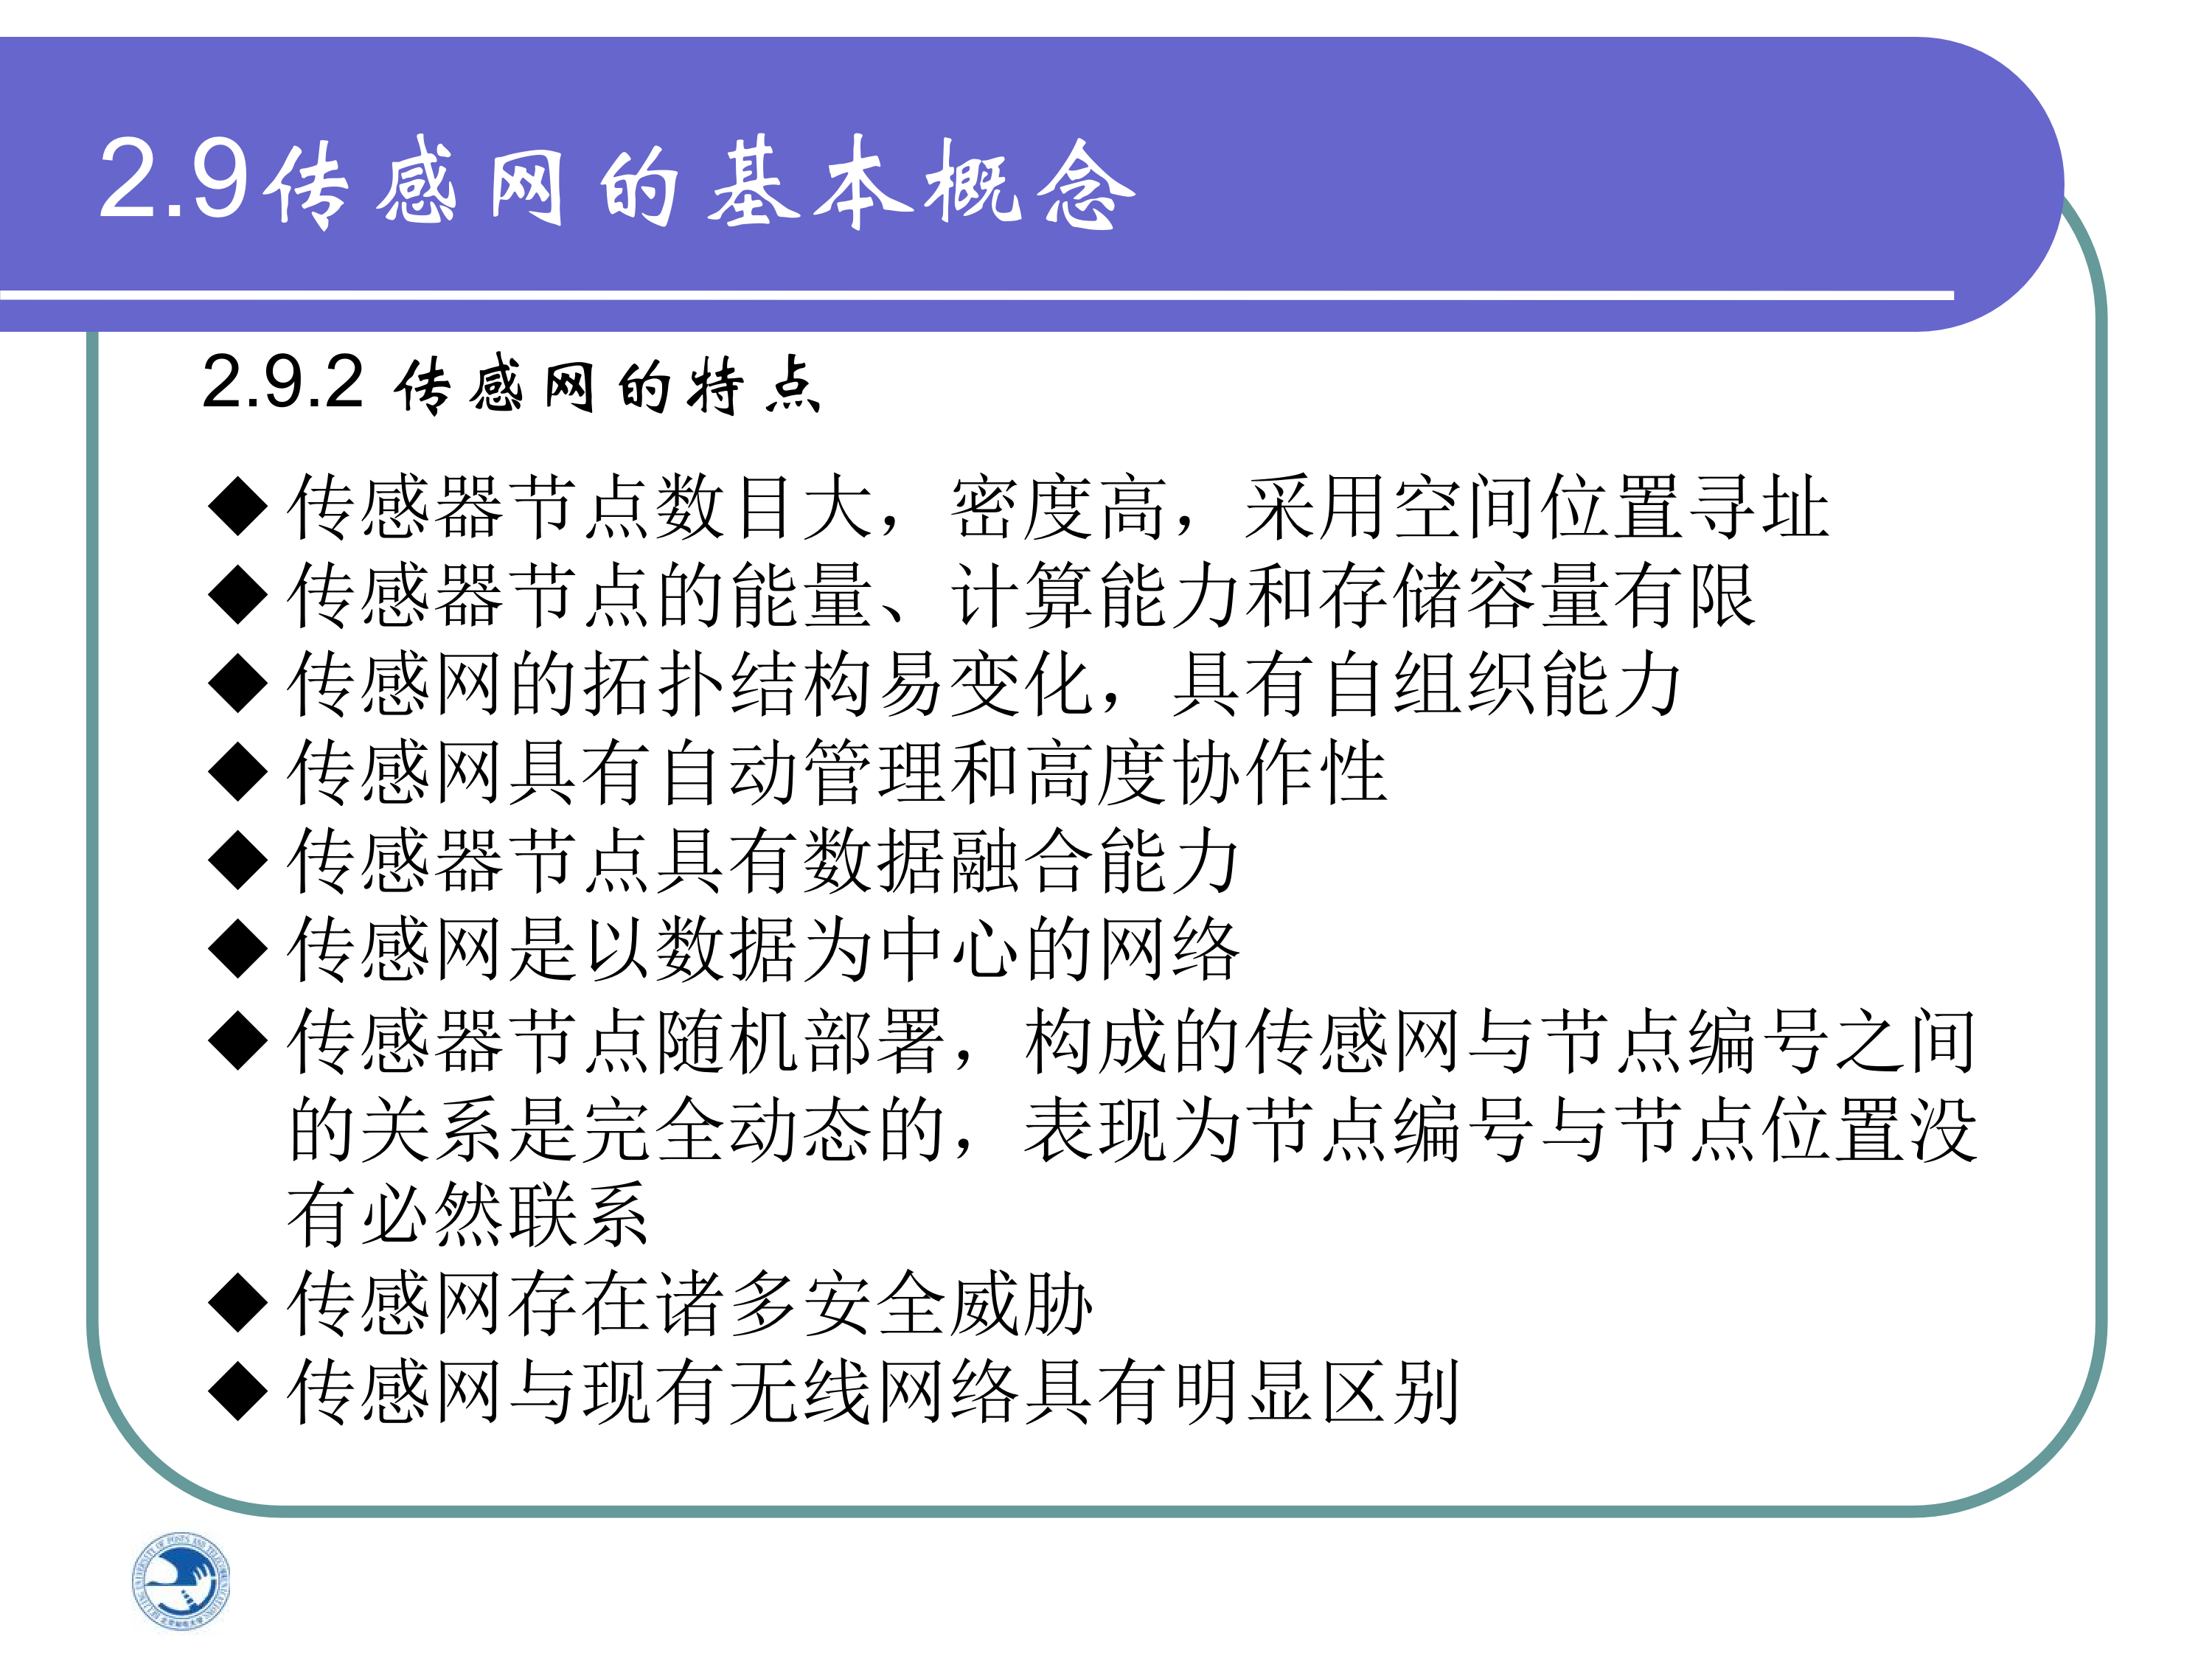 2.9传感网的基本概念
2.9.2 传感网的特点
◆传感器节点数目大，密度高，采用空间位置寻址
◆传感器节点的能量、计算能力和存储容量有限
◆传感网的拓扑结构易变化，具有自组织能力
◆传感网具有自动管理和高度协作性
◆传感器节点具有数据融合能力
◆传感网是以数据为中心的网络
◆传感器节点随机部署，构成的传感网与节点编号之间
的关系是完全动态的，表现为节点编号与节点位置没
有必然联系
◆传感网存在诸多安全威胁
◆传感网与现有无线网络具有明显区别